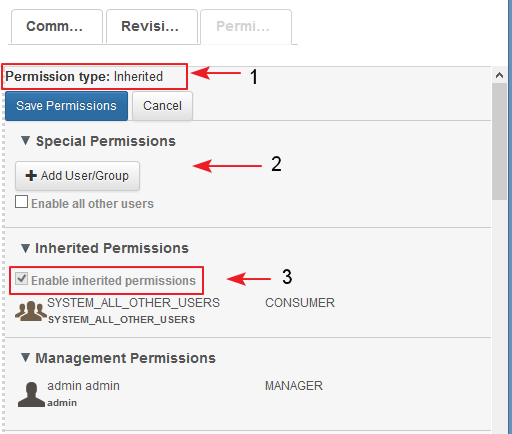 Comm... Revisi... Permi...
Permission type: Inherited 1
Save Permissions Cancel
Special Permissions
Add User/Group 2
Enable all other users
Inherited Permissions
Enable inherited permissions 3
SYSTEM_ALL_OTHER_USERS CONSUMER
SYSTEM_ALL_OTHER_USERS
Management Permissions
admin admin MANAGER
admin